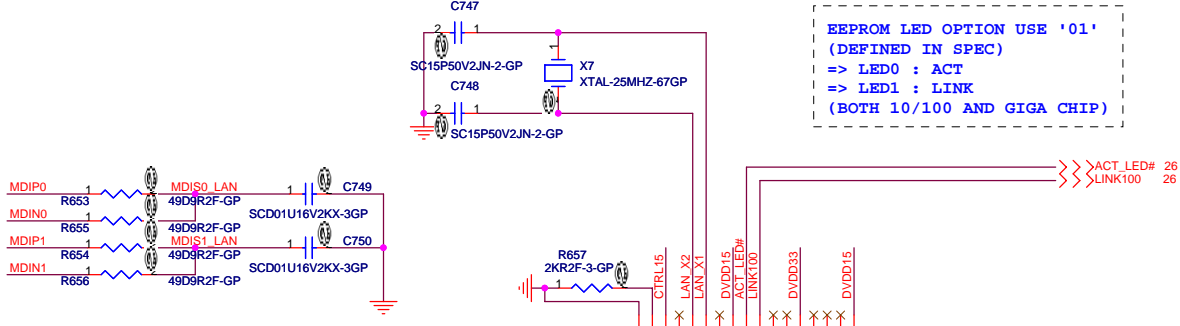 C747
2
1
SC15P50V2JN-2-GP
1
X7
XTAL-25MHZ-67GP
C748
2
1
SC15P50V2JN-2-GP
EEPROM LED OPTION USE '01'
(DEFINED IN SPEC)
=> LED0 : ACT
=> LED1 : LINK
(BOTH 10/100 AND GIGA CHIP)
ACT_LED# 26
LINK100 26
MDIP0
1
R653
MDIS0_LAN
49D9R2F-GP
1
C749
SCD01U16V2KX-3GP
MDIN0
1
R655
49D9R2F-GP
MDIP1
1
R654
MDIS1_LAN
49D9R2F-GP
1
C750
SCD01U16V2KX-3GP
MDIN1
1
R656
49D9R2F-GP
R657
2KR2F-3-GP
1
CTRL15
LAN_X2
LAN_X1
DVDD15
ACT_LED#
LINK100
DVDD33
DVDD15